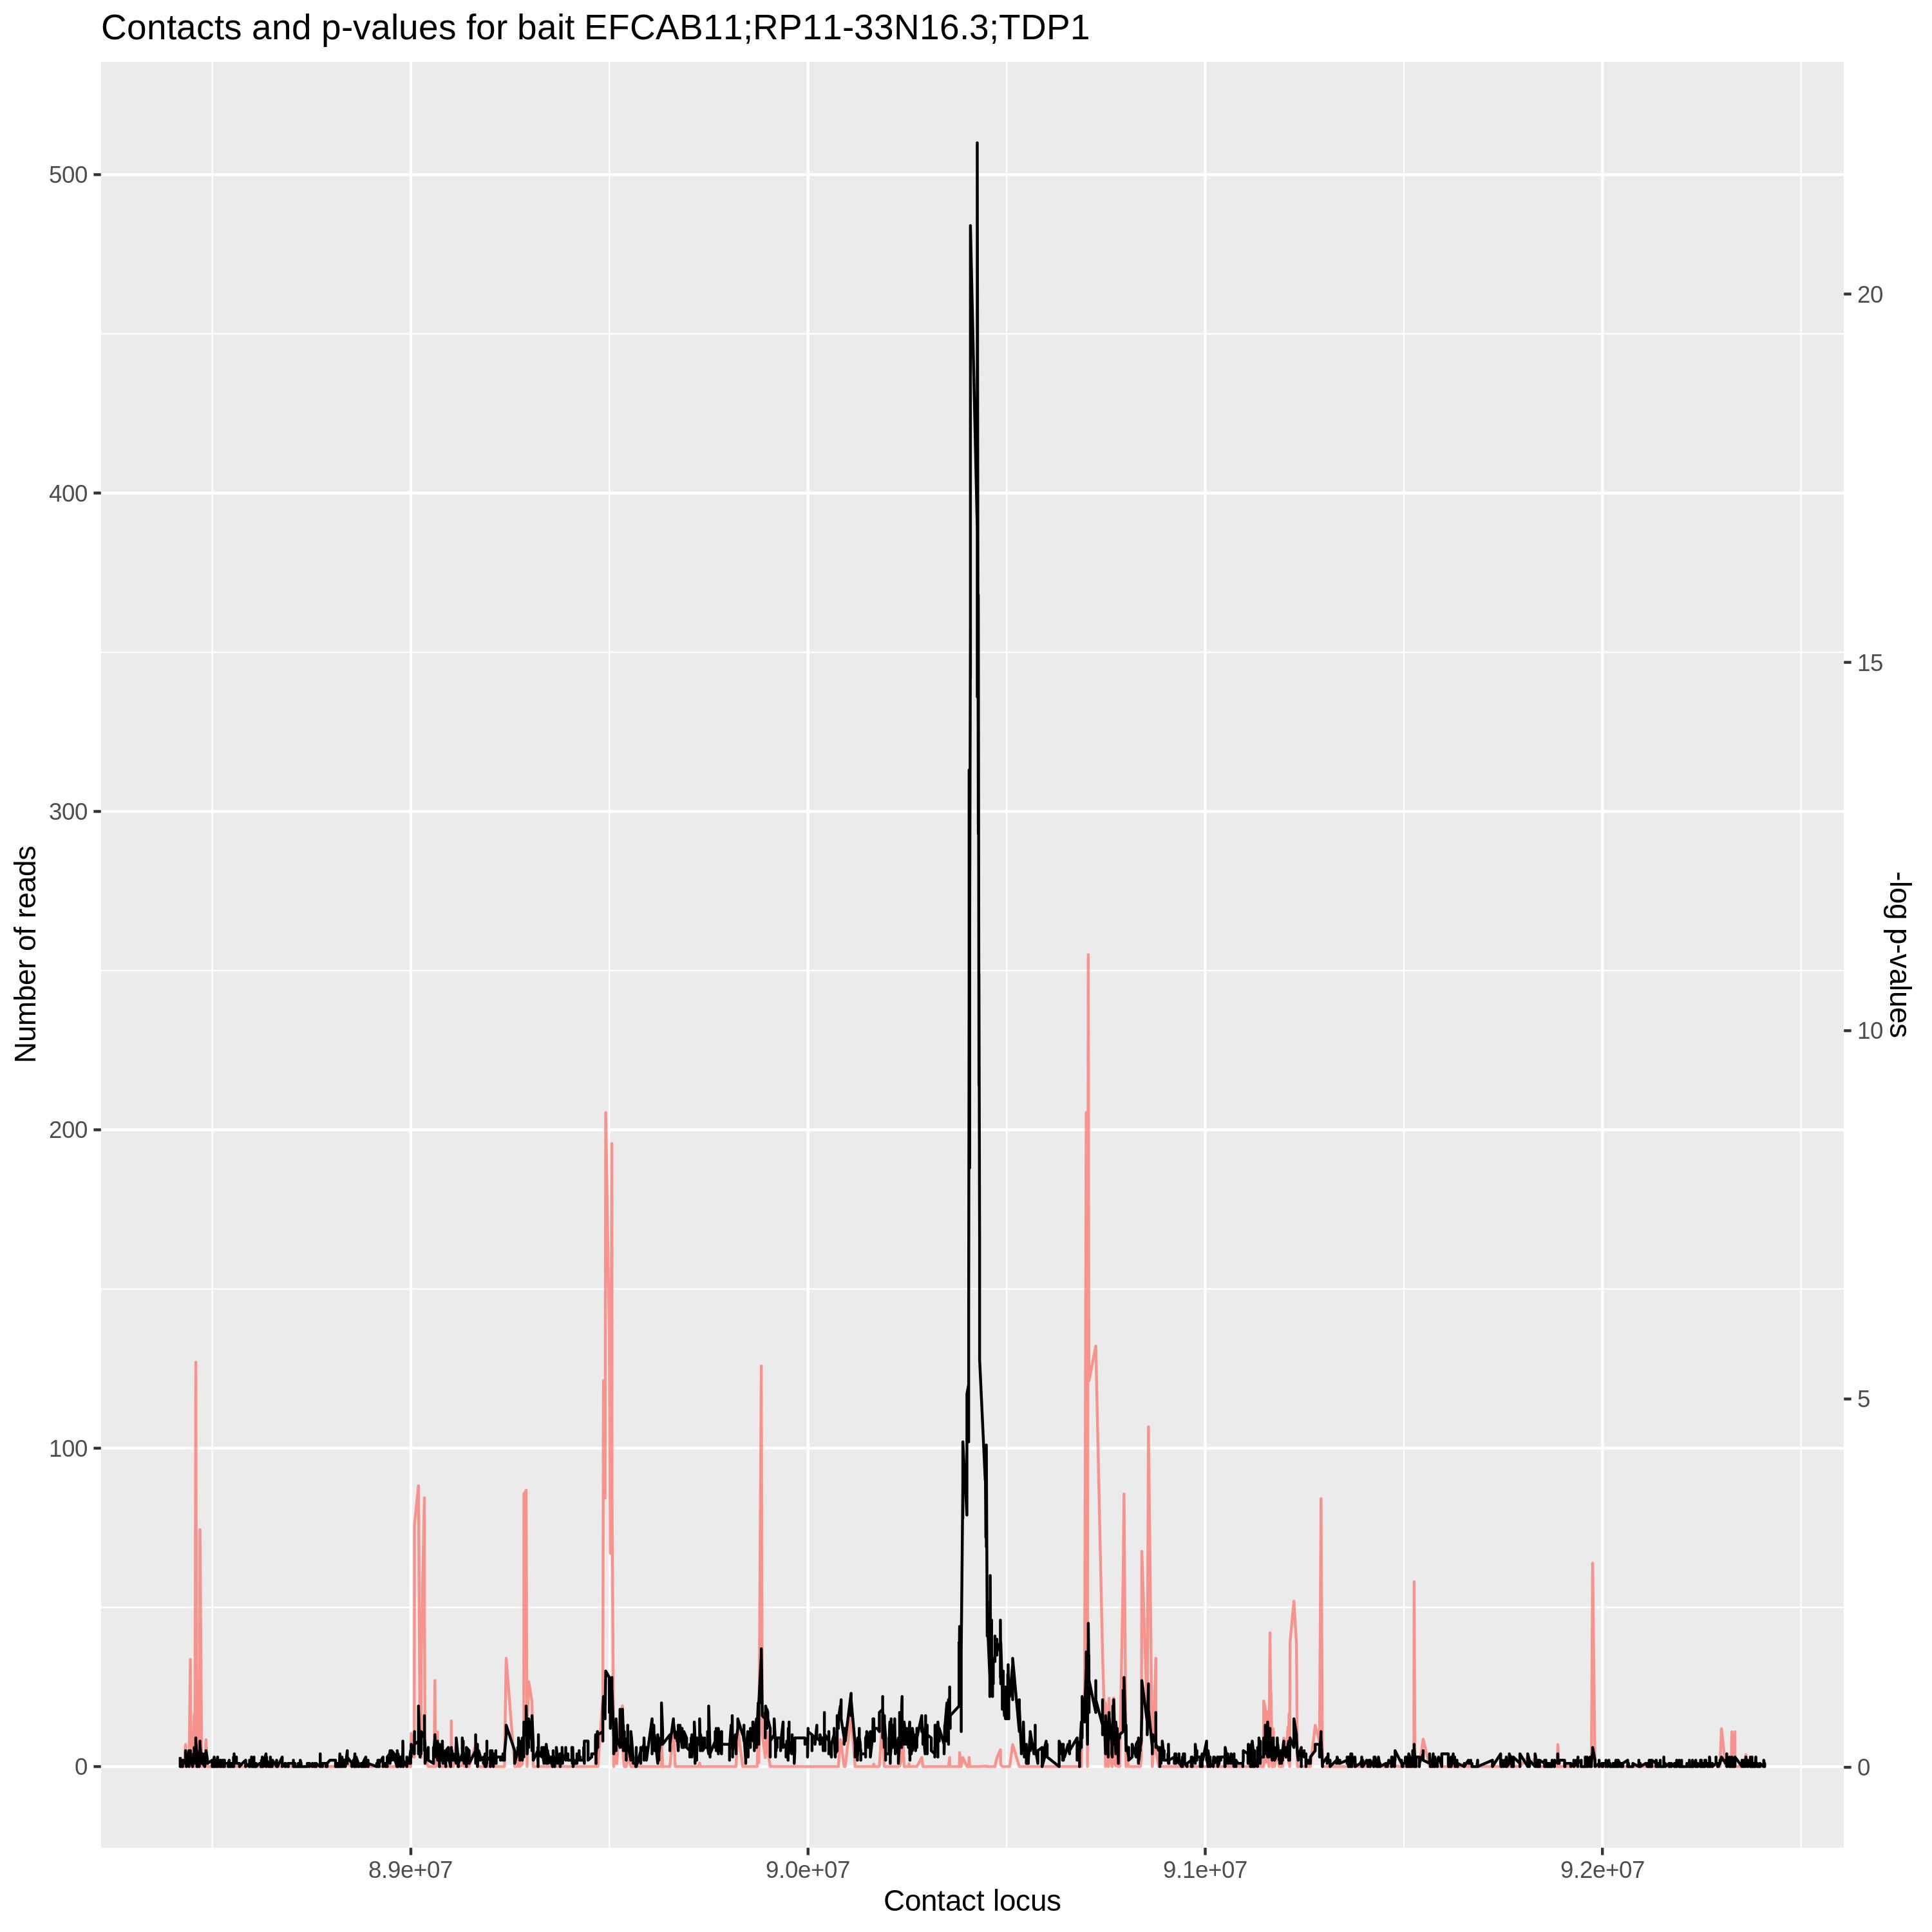 Contacts and p-values for bait EFCAB11;RP11-33N16.3;TDP1
500
400
300
200
100
0
Number of reads
20
15
10
5
0
-log p-values
8.9e+07
9.0e+07
9.1e+07
9.2e+07
Contact locus